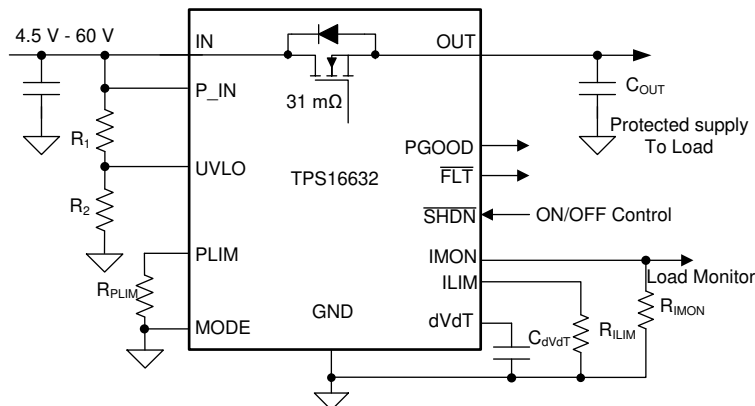 4.5 V - 60 V
IN
OUT
P_IN
31 mΩ
COUT
Protected supply
To Load
R1
PGOOD
UVLO
TPS16632
FLT
R2
SHDN
ON/OFF Control
PLIM
IMON
Load Monitor
ILIM
RPLIM
GND
RIMON
MODE
dVdT
CdVdT
RILIM